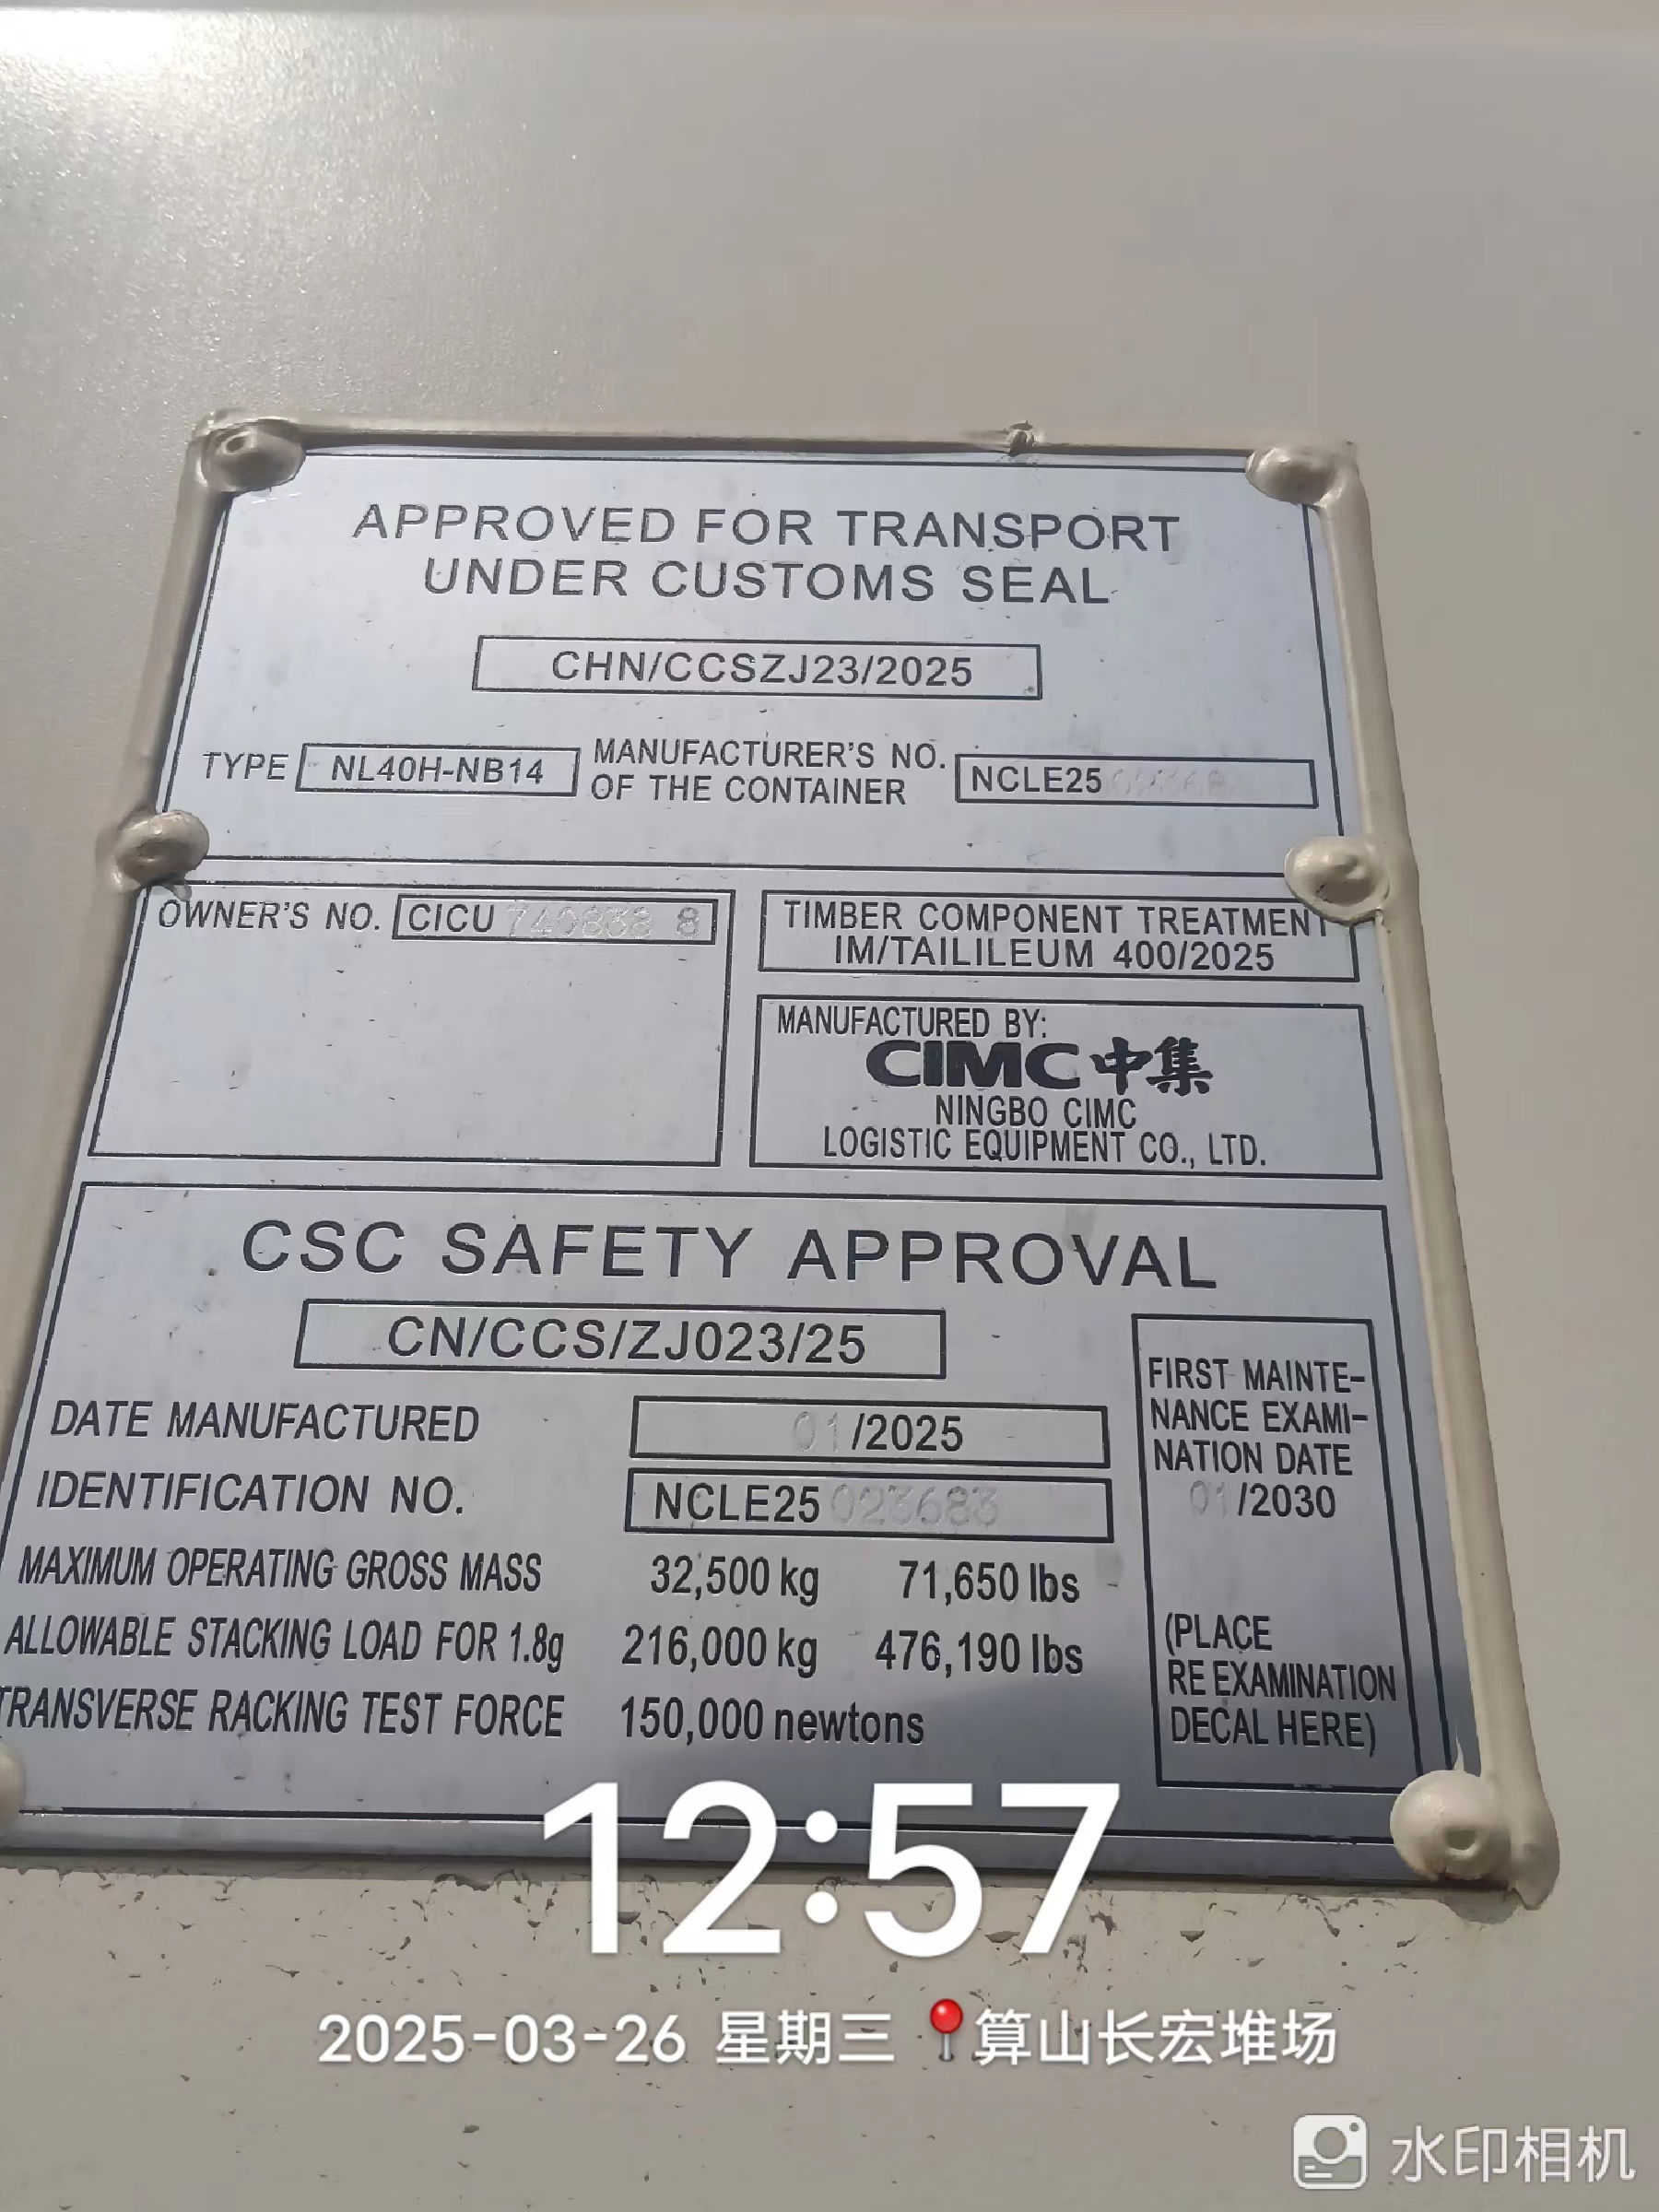 APPROVED FOR TRANSPORT
UNDER CUSTOMS SEAL
CHN/CCSZJ23/2025
TYPE NL40H-NB14
MANUFACTURER'S NO.
OF THE CONTAINER
NCLE25
OWNER'S NO. CICU
TIMBER COMPONENT TREATMENT
IM/TAILILEUM 400/2025
MANUFACTURED BY:
CIMC中集
NINGBO CIMC
LOGISTIC EQUIPMENT CO., LTD.
CSC SAFETY APPROVAL
CN/CCS/ZJ023/25
DATE MANUFACTURED 01/2025
IDENTIFICATION NO. NCLE25 023683
MAXIMUM OPERATING GROSS MASS 32,500 kg 71,650 lbs
ALLOWABLE STACKING LOAD FOR 1.8g 216,000 kg 476,190 lbs
TRANSVERSE RACKING TEST FORCE 150,000 newtons
FIRST MAINTE-
NANCE EXAMI-
NATION DATE
01/2030
(PLACE
RE EXAMINATION
DECAL HERE)
12:57
2025-03-26 星期三 算山长宏堆场
水印相机